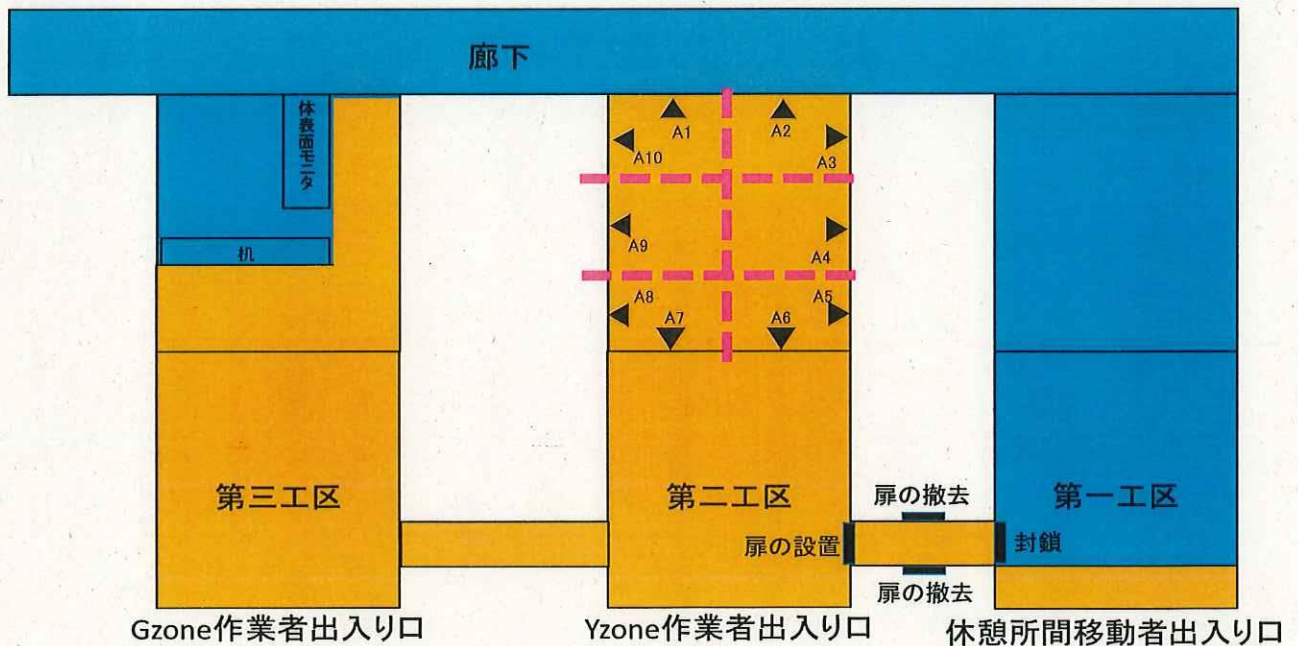 廊下
体表面モニタ
机
A1
A2
A10
A3
A9
A4
A8
A5
A7
A6
第三工区
第二工区
第一工区
扉の撤去
扉の設置
封鎖
扉の撤去
Gzone作業者出入り口
Yzone作業者出入り口
休憩所間移動者出入り口